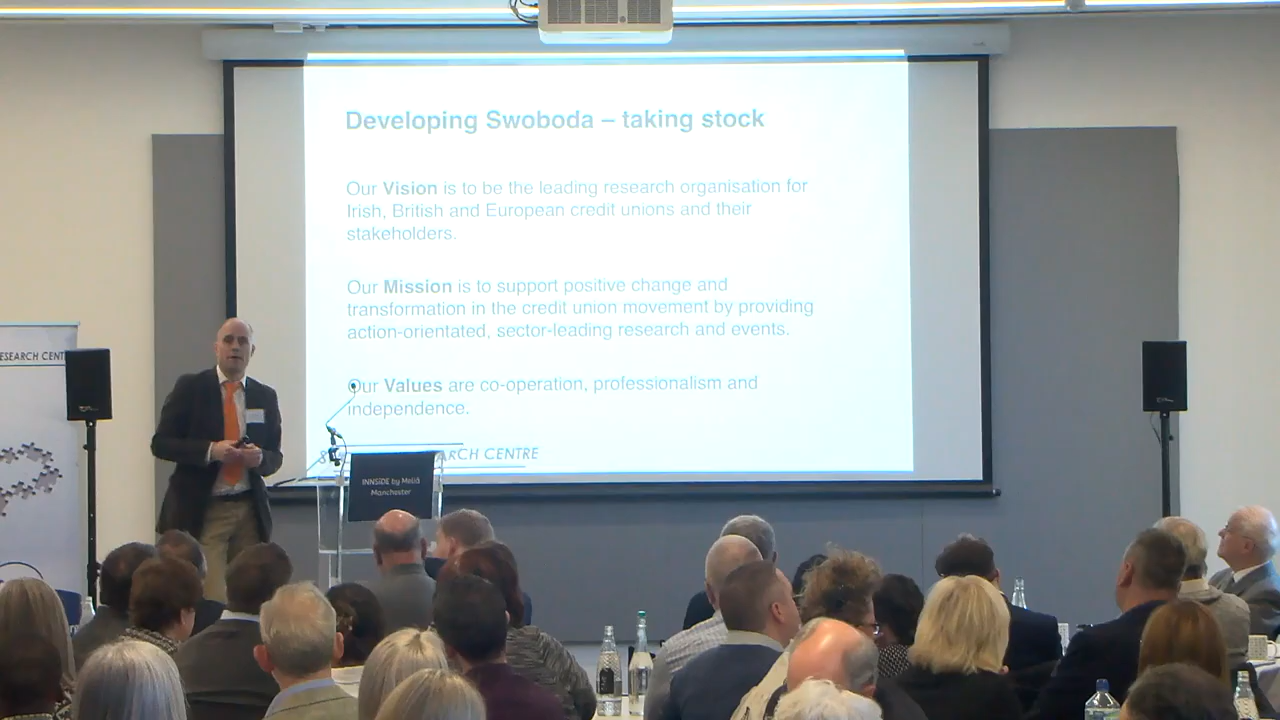 Developing Swoboda – taking stock
Our Vision is to be the leading research organisation for
Irish, British and European credit unions and their
stakeholders.
Our Mission is to support positive change and
transformation in the credit union movement by providing
action-orientated, sector-leading research and events.
Our Values are co-operation, professionalism and
independence.
RCH CENTRE
ESEARCH CENT
INNSiDE by Meliá
Manchester